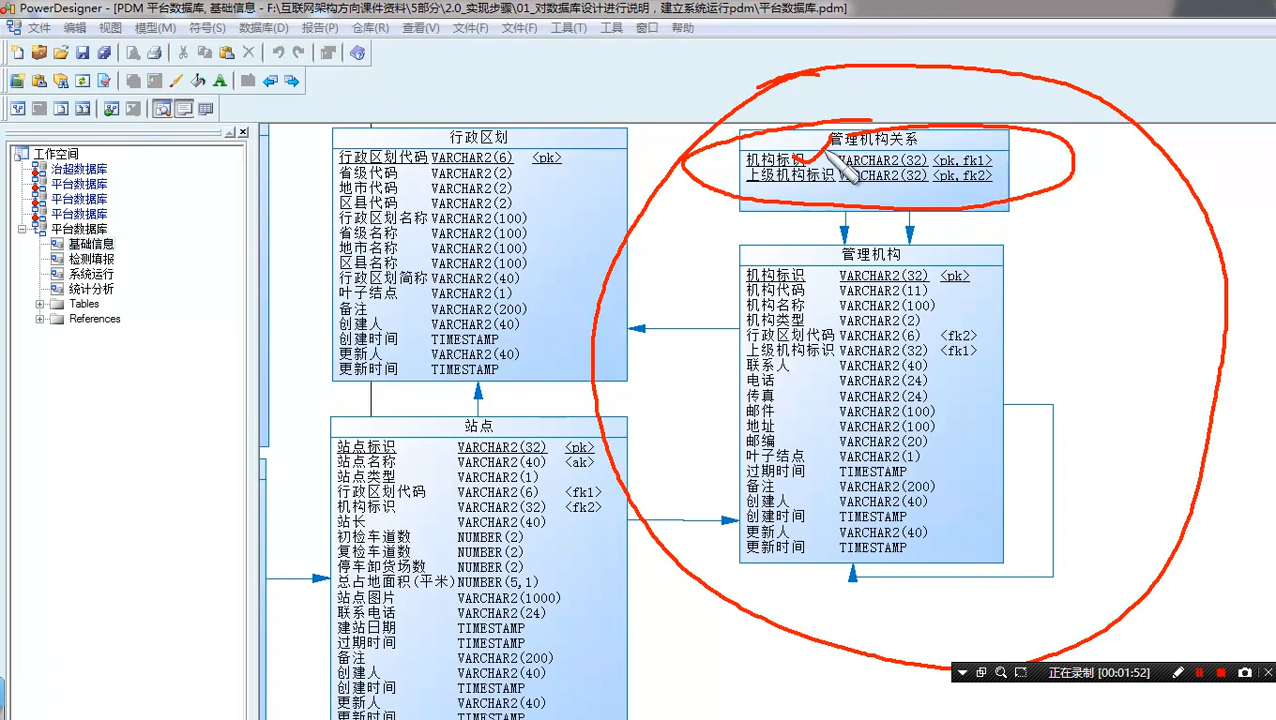 PowerDesigner - [PDM 平台数据库, 基础信息 - F:\互联网架构方向课件资料\5部分\2.0_实现步骤\01_对数据库设计进行说明，建立系统运行pdm\平台数据库.pdm]
文件 编辑 视图 模型(M) 符号(S) 数据库(D) 报告(P) 仓库(R) 查看(V) 文件(F) 文件(F) 工具(T) 工具 窗口 帮助
工作空间
治超数据库
平台数据库
平台数据库
平台数据库
平台数据库
基础信息
检测填报
系统运行
统计分析
Tables
References
行政区划
行政区划代码 VARCHAR2(6) <pk>
省级代码 VARCHAR2(2)
地市代码 VARCHAR2(2)
区县代码 VARCHAR2(2)
行政区划名称 VARCHAR2(100)
省级名称 VARCHAR2(100)
地市名称 VARCHAR2(100)
区县名称 VARCHAR2(100)
行政区划简称 VARCHAR2(40)
叶子结点 VARCHAR2(1)
备注 VARCHAR2(200)
创建人 VARCHAR2(40)
创建时间 TIMESTAMP
更新人 VARCHAR2(40)
更新时间 TIMESTAMP
站点
站点标识 VARCHAR2(32) <pk>
站点名称 VARCHAR2(40) <ak>
站点类型 VARCHAR2(1)
行政区划代码 VARCHAR2(6) <fk1>
机构标识 VARCHAR2(32) <fk2>
站长 VARCHAR2(40)
初检车道数 NUMBER(2)
复检车道数 NUMBER(2)
停车卸货场数 NUMBER(2)
总占地面积(平米) NUMBER(5,1)
站点图片 VARCHAR2(1000)
联系电话 VARCHAR2(24)
建站日期 TIMESTAMP
过期时间 TIMESTAMP
备注 VARCHAR2(200)
创建人 VARCHAR2(40)
创建时间 TIMESTAMP
更新人 VARCHAR2(40)
更新时间 TIMESTAMP
管理机构关系
机构标识 VARCHAR2(32) <pk,fk1>
上级机构标识 VARCHAR2(32) <pk,fk2>
管理机构
机构标识 VARCHAR2(32) <pk>
机构代码 VARCHAR2(11)
机构名称 VARCHAR2(100)
机构类型 VARCHAR2(2)
行政区划代码 VARCHAR2(6) <fk2>
上级机构标识 VARCHAR2(32) <fk1>
联系人 VARCHAR2(40)
电话 VARCHAR2(24)
传真 VARCHAR2(24)
邮件 VARCHAR2(100)
地址 VARCHAR2(100)
邮编 VARCHAR2(20)
叶子结点 VARCHAR2(1)
过期时间 TIMESTAMP
备注 VARCHAR2(200)
创建人 VARCHAR2(40)
创建时间 TIMESTAMP
更新人 VARCHAR2(40)
更新时间 TIMESTAMP
正在录制 [00:01:52]